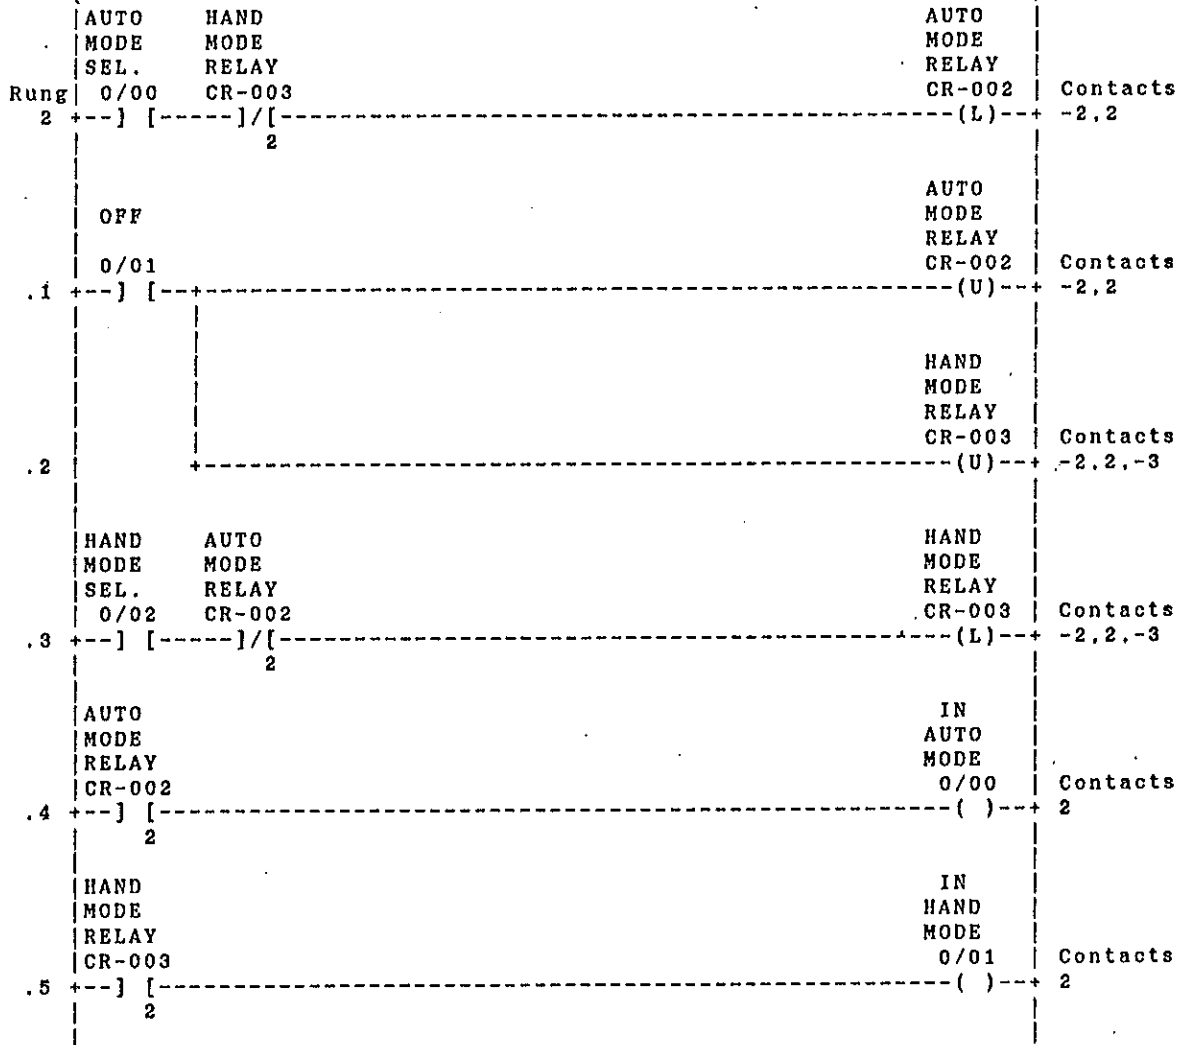 AUTO HAND AUTO
MODE MODE MODE
SEL. RELAY RELAY
Rung 0/00 CR-003 CR-002 Contacts
2 +--] [-----]/[--------------------------------------------------(L)--+ -2,2
2
AUTO
OFF MODE
RELAY
0/01 CR-002 Contacts
.1 +--] [--+-------------------------------------------------------(U)--+ -2,2
HAND
MODE
RELAY
CR-003 Contacts
.2 +-------------------------------------------------------(U)--+ -2,2,-3
HAND AUTO HAND
MODE MODE MODE
SEL. RELAY RELAY
0/02 CR-002 CR-003 Contacts
.3 +--] [-----]/[--------------------------------------------------(L)--+ -2,2,-3
2
AUTO IN
MODE AUTO
RELAY MODE
CR-002 0/00 Contacts
.4 +--] [----------------------------------------------------------( )--+ 2
2
HAND IN
MODE HAND
RELAY MODE
CR-003 0/01 Contacts
.5 +--] [----------------------------------------------------------( )--+ 2
2